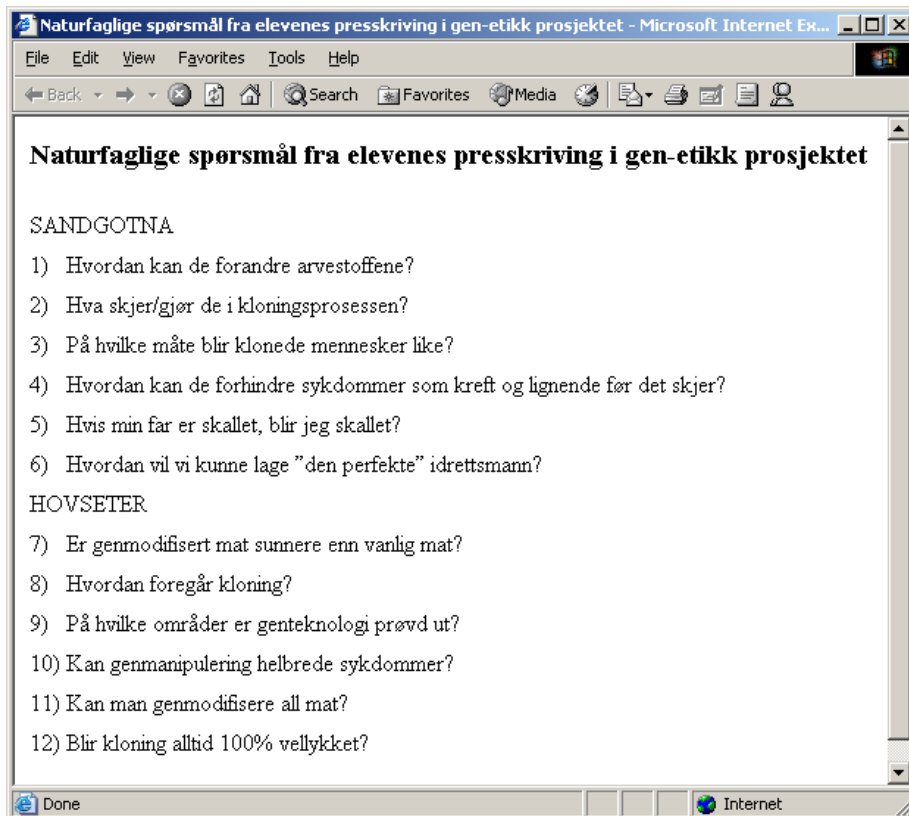 Naturfaglige spørsmål fra elevenes presskriving i gen-etikk prosjektet - Microsoft Internet Ex...
File Edit View Favorites Tools Help
Back Search Favorites Media
Naturfaglige spørsmål fra elevenes presskriving i gen-etikk prosjektet
SANDGOTNA
1) Hvordan kan de forandre arvestoffene?
2) Hva skjer/gjør de i kloningsprosessen?
3) På hvilke måte blir klonede mennesker like?
4) Hvordan kan de forhindre sykdommer som kreft og lignende før det skjer?
5) Hvis min far er skallet, blir jeg skallet?
6) Hvordan vil vi kunne lage ”den perfekte” idrettsmann?
HOVSETER
7) Er genmodifisert mat sunnere enn vanlig mat?
8) Hvordan foregår kloning?
9) På hvilke områder er genteknologi prøvd ut?
10) Kan genmanipulering helbrede sykdommer?
11) Kan man genmodifisere all mat?
12) Blir kloning alltid 100% vellykket?
Done Internet